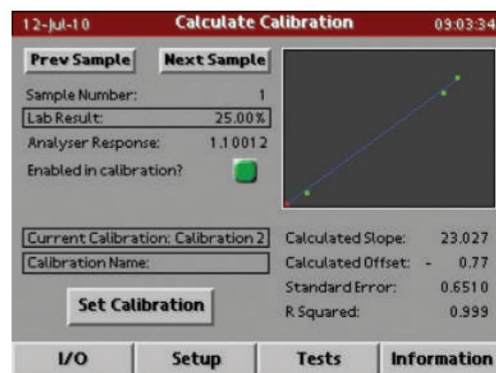 12-Jul-10 Calculate Calibration 09:03:34
Prev Sample Next Sample
Sample Number: 1
Lab Result: 25.00%
Analyser Response: 1.10012
Enabled in calibration?
Current Calibration: Calibration 2
Calibration Name:
Set Calibration
Calculated Slope: 23.027
Calculated Offset: - 0.77
Standard Error: 0.6510
R Squared: 0.999
I/O Setup Tests Information